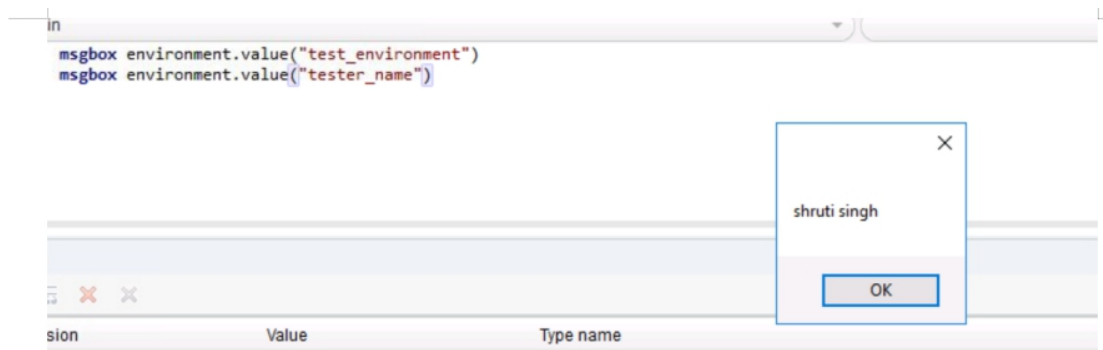 in
msgbox environment.value("test_environment")
msgbox environment.value("tester_name")
shruti singh
OK
sion Value Type name